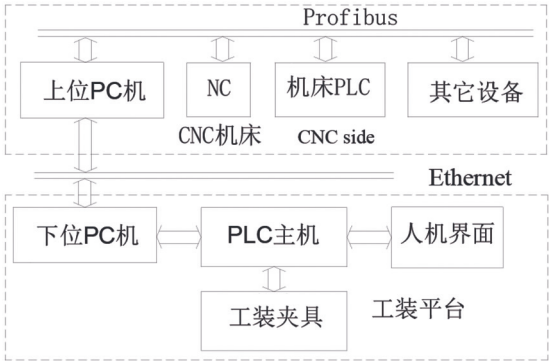 Profibus
上位PC机
NC
机床PLC
其它设备
CNC机床
CNC side
Ethernet
下位PC机
PLC主机
人机界面
工装夹具
工装平台